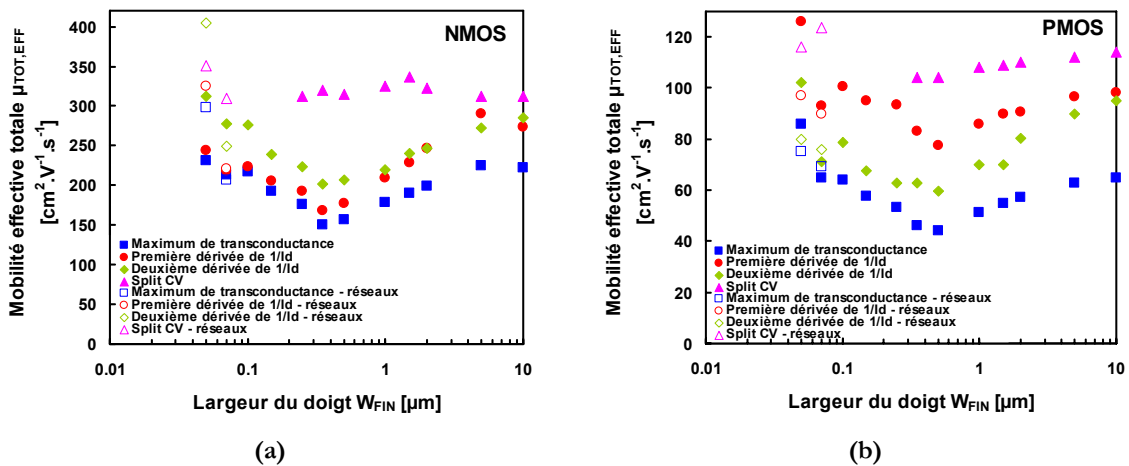 Mobilité effective totale µTOT,EFF
[cm².V⁻¹.s⁻¹]
400
350
300
250
200
150
100
50
0
NMOS
Maximum de transconductance
Première dérivée de 1/Id
Deuxième dérivée de 1/Id
Split CV
Maximum de transconductance - réseaux
Première dérivée de 1/Id - réseaux
Deuxième dérivée de 1/Id - réseaux
Split CV - réseaux
0.01 0.1 1 10
Largeur du doigt WFIN [µm]
(a)
Mobilité effective totale µTOT,EFF
[cm².V⁻¹.s⁻¹]
120
100
80
60
40
20
0
PMOS
Maximum de transconductance
Première dérivée de 1/Id
Deuxième dérivée de 1/Id
Split CV
Maximum de transconductance - réseaux
Première dérivée de 1/Id - réseaux
Deuxième dérivée de 1/Id - réseaux
Split CV - réseaux
0.01 0.1 1 10
Largeur du doigt WFIN [µm]
(b)